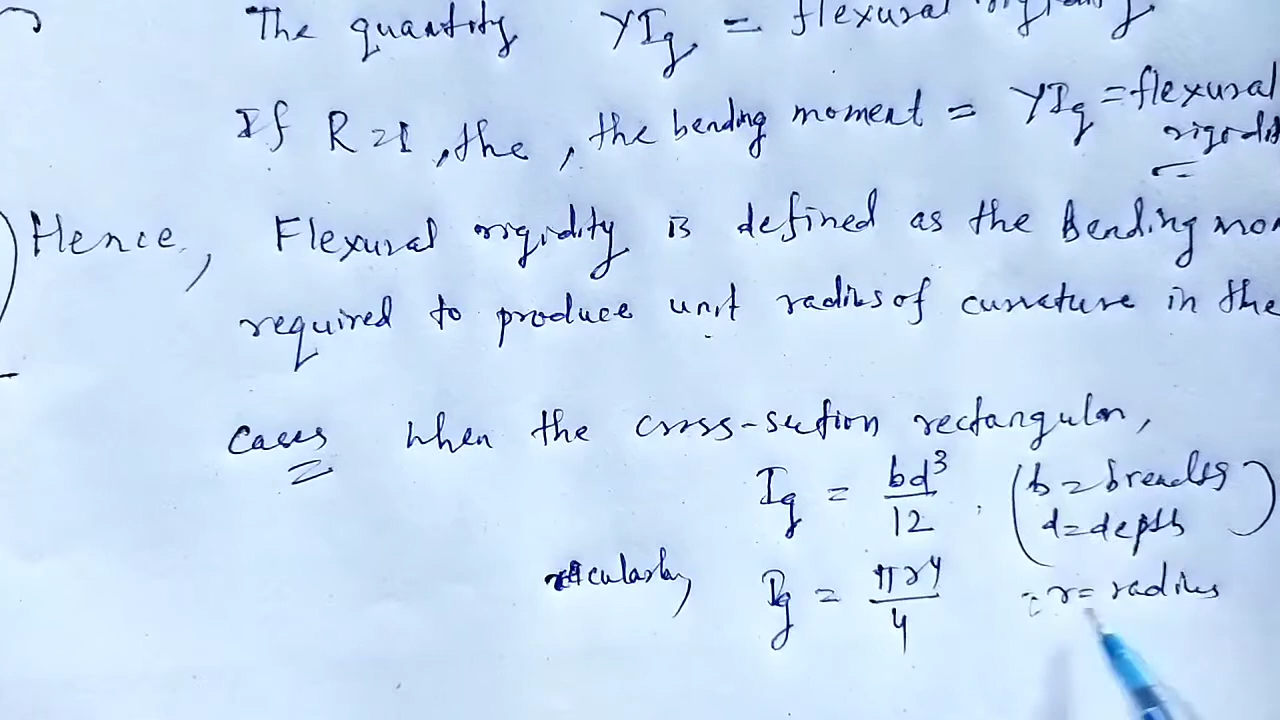 The quantity YIg = flexural rigidity
If R=1, the, the bending moment = YIg = flexural
Hence, Flexural rigidity is defined as the Bending
required to produce unit radius of curvature in the
Cases when the cross-section rectangular,
Ig = bd³/12 . (b = breadth
d = depth)
Ig = πr⁴/4 r = radius